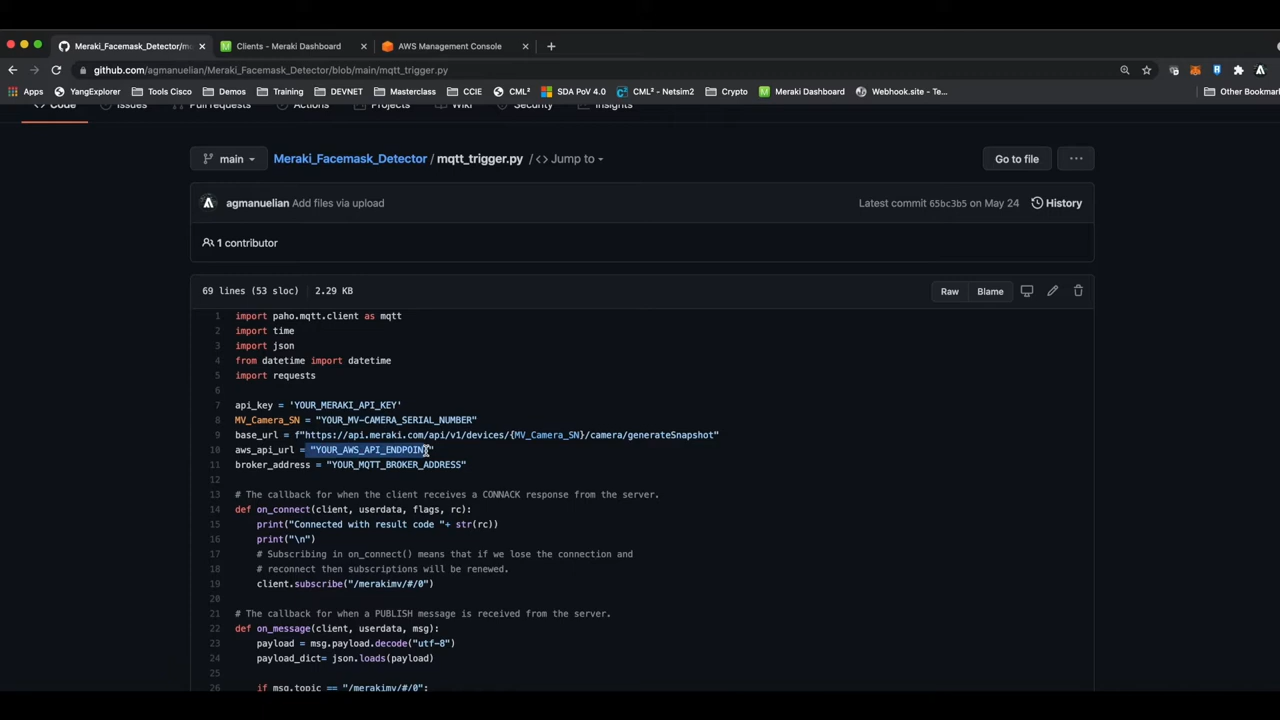 Meraki_Facemask_Detector/mc
Clients - Meraki Dashboard
AWS Management Console
github.com/agmanuelian/Meraki_Facemask_Detector/blob/main/mqtt_trigger.py
Apps
YangExplorer
Tools Cisco
Demos
Training
DEVNET
Masterclass
CCIE
CML²
SDA PoV 4.0
CML² - Netsim2
Crypto
Meraki Dashboard
Webhook.site - Te...
Other Bookmar
Code
Issues
Pull requests
Actions
Projects
Wiki
Security
Insights
main
Meraki_Facemask_Detector / mqtt_trigger.py / <> Jump to
Go to file
...
agmanuelian Add files via upload
Latest commit 65bc3b5 on May 24
History
1 contributor
69 lines (53 sloc) 2.29 KB
Raw
Blame
1 import paho.mqtt.client as mqtt
2 import time
3 import json
4 from datetime import datetime
5 import requests
6
7 api_key = 'YOUR_MERAKI_API_KEY'
8 MV_Camera_SN = "YOUR_MV-CAMERA_SERIAL_NUMBER"
9 base_url = f"https://api.meraki.com/api/v1/devices/{MV_Camera_SN}/camera/generateSnapshot"
10 aws_api_url = "YOUR_AWS_API_ENDPOINT"
11 broker_address = "YOUR_MQTT_BROKER_ADDRESS"
12
13 # The callback for when the client receives a CONNACK response from the server.
14 def on_connect(client, userdata, flags, rc):
15 print("Connected with result code "+ str(rc))
16 print("\n")
17 # Subscribing in on_connect() means that if we lose the connection and
18 # reconnect then subscriptions will be renewed.
19 client.subscribe("/merakimv/#/0")
20
21 # The callback for when a PUBLISH message is received from the server.
22 def on_message(client, userdata, msg):
23 payload = msg.payload.decode("utf-8")
24 payload_dict= json.loads(payload)
25
26 if msg.topic == "/merakimv/#/0":